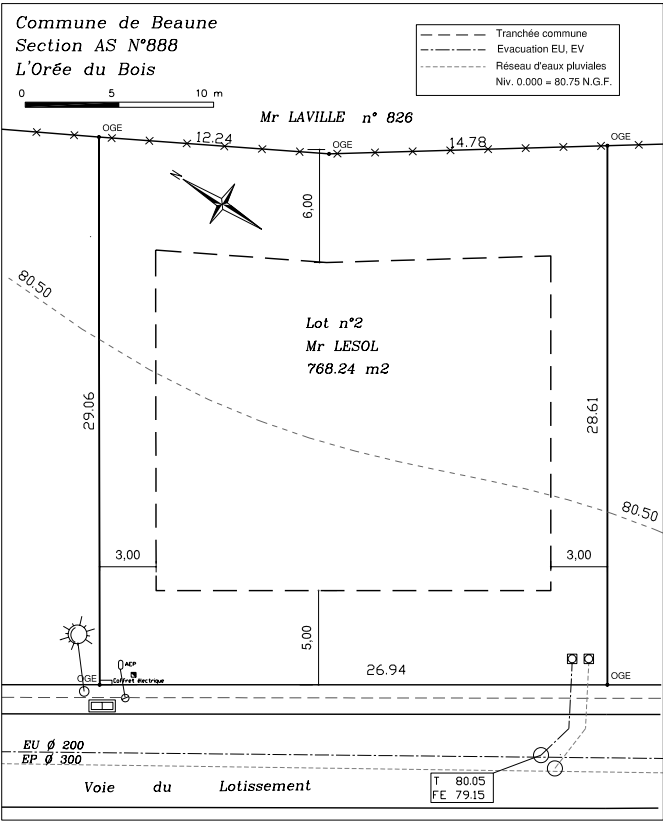 Commune de Beaune
Section AS N°888
L'Orée du Bois
0 5 10 m
Tranchée commune
Evacuation EU, EV
Réseau d'eaux pluviales
Niv. 0.000 = 80.75 N.G.F.
Mr LAVILLE n° 826
OGE
12.24
OGE
14.78
OGE
N
6,00
80.50
Lot n°2
Mr LESOL
768.24 m2
29.06
28.61
80.50
3,00
3,00
5,00
AEP
Coffret électrique
OGE
26.94
OGE
EU Ø 200
EP Ø 300
Voie du Lotissement
T 80.05
FE 79.15